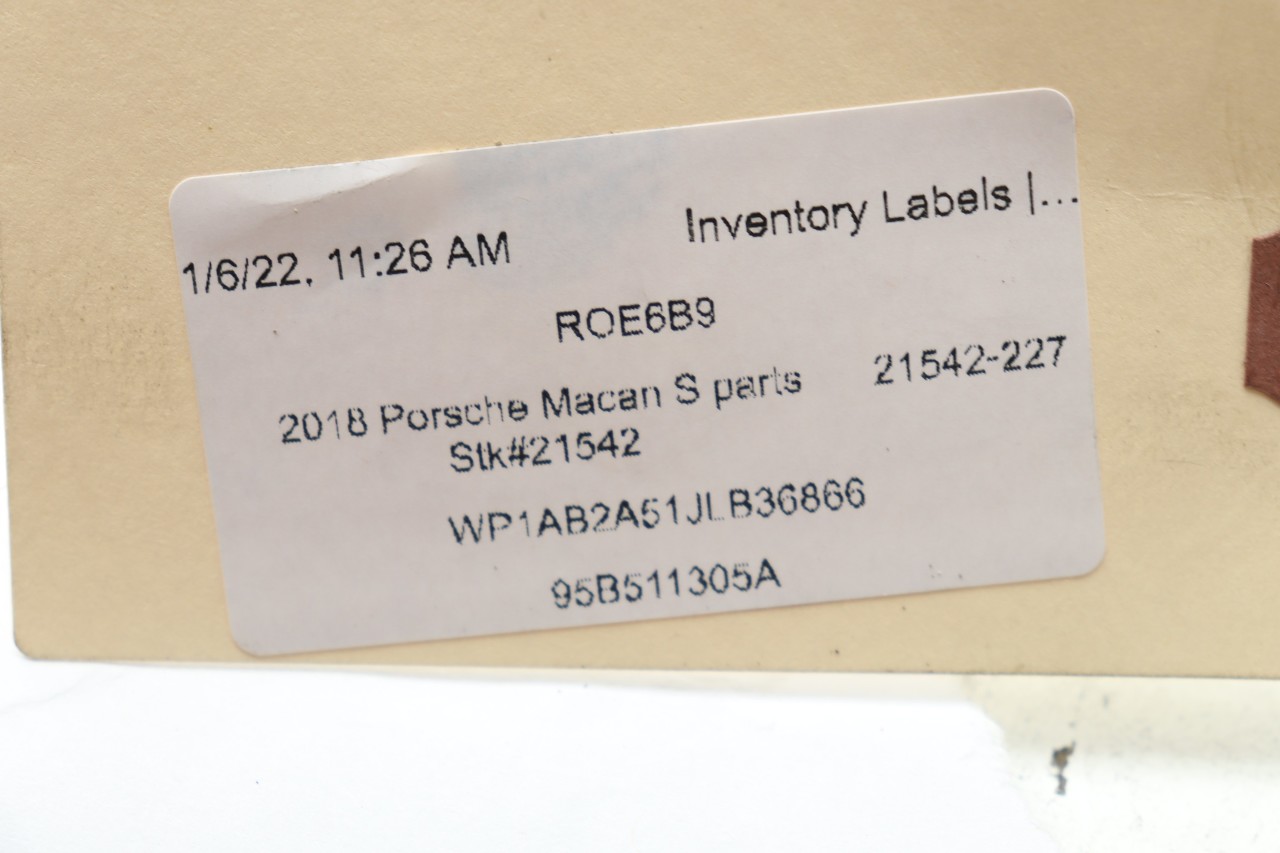 1/6/22, 11:26 AM Inventory Labels |...
ROE6B9
2018 Porsche Macan S parts 21542-227
Stk#21542
WP1AB2A51JLB36866
95B511305A